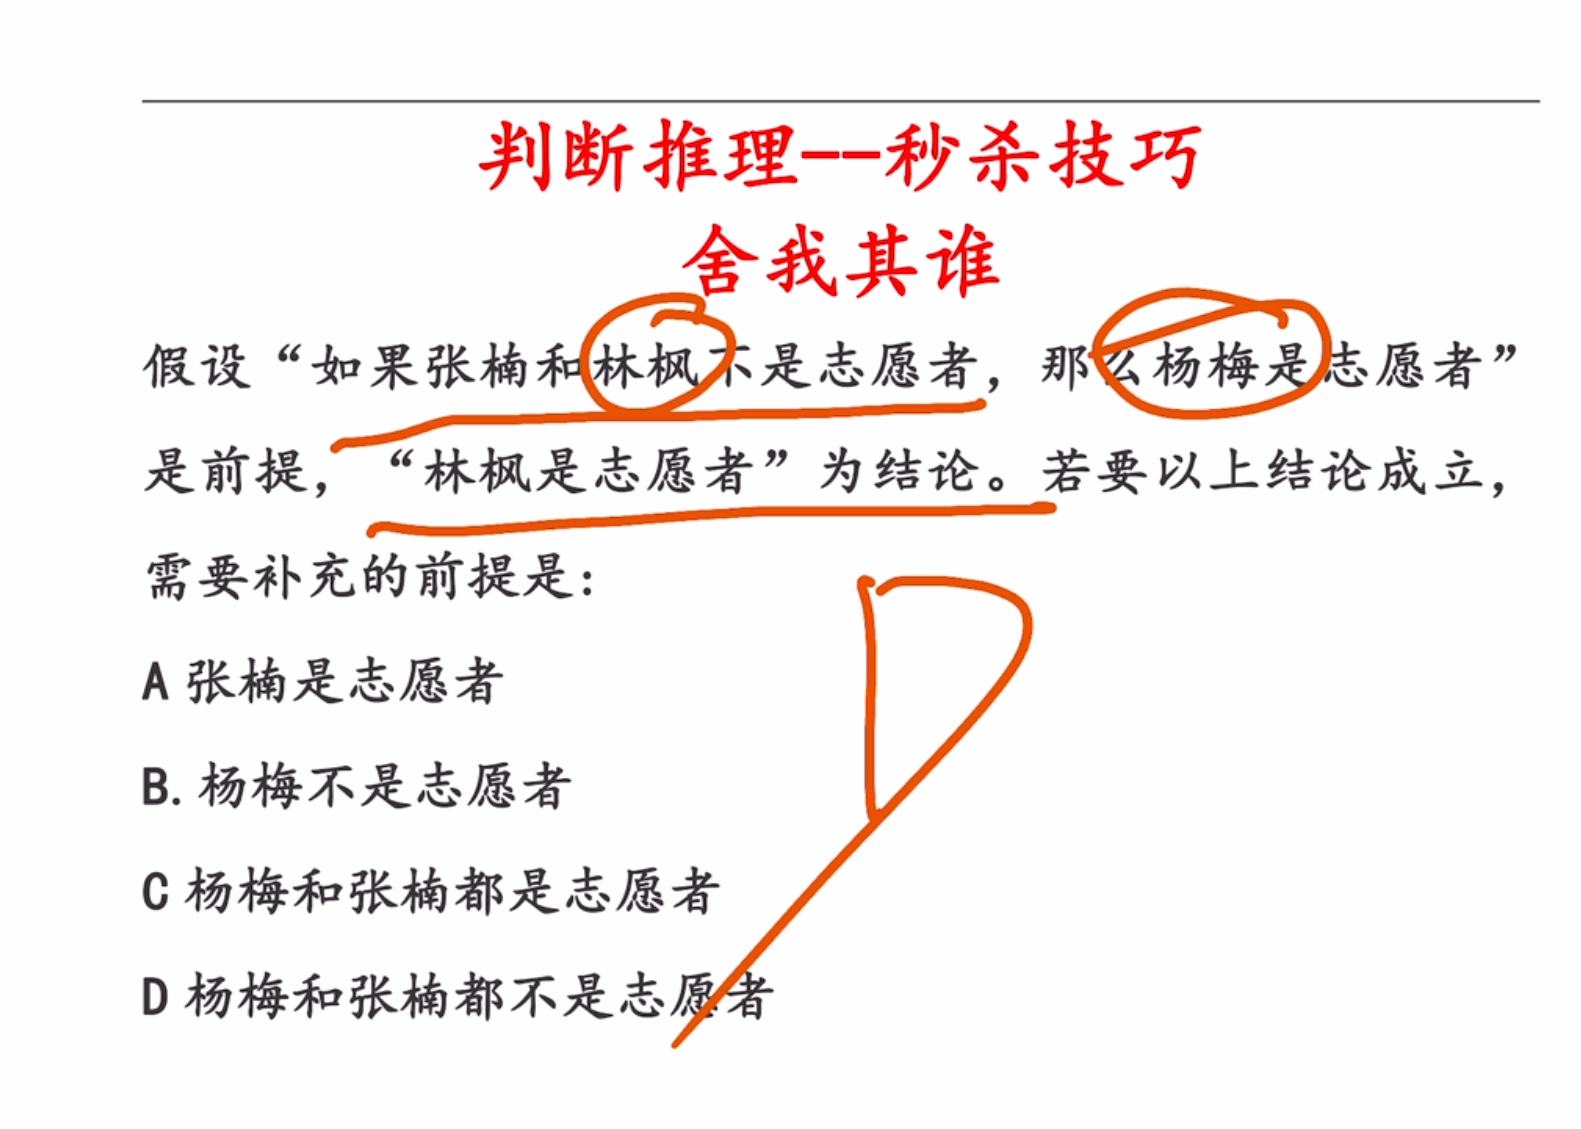 判断推理--秒杀技巧
舍我其谁
假设“如果张楠和林枫不是志愿者，那么杨梅是志愿者”
是前提，“林枫是志愿者”为结论。若要以上结论成立，
需要补充的前提是：
A 张楠是志愿者
B. 杨梅不是志愿者
C 杨梅和张楠都是志愿者
D 杨梅和张楠都不是志愿者